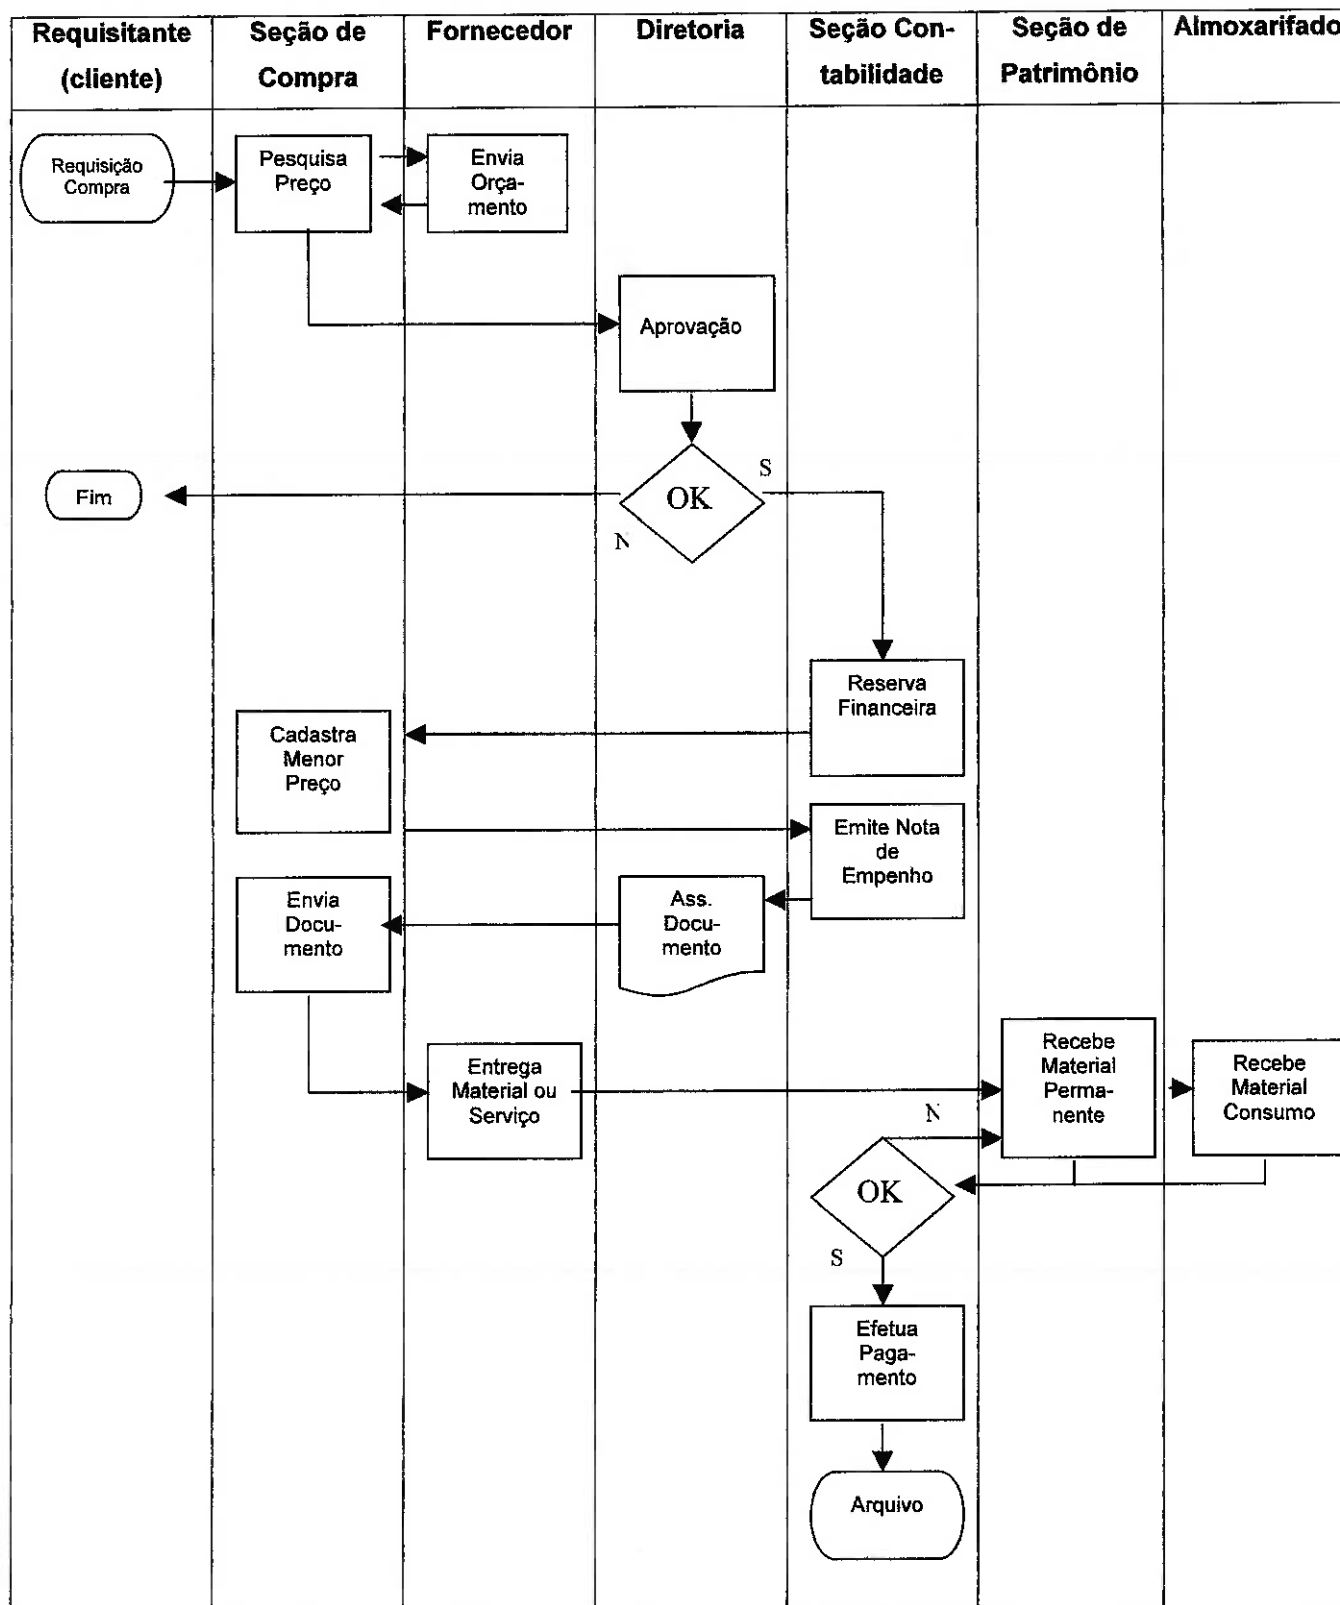 Requisitante
(cliente)
Seção de
Compra
Fornecedor
Diretoria
Seção Con-
tabilidade
Seção de
Patrimônio
Almoxarifado
Requisição
Compra
Pesquisa
Preço
Envia
Orça-
mento
Aprovação
Fim
OK
S
N
Reserva
Financeira
Cadastra
Menor
Preço
Emite Nota
de
Empenho
Envia
Docu-
mento
Ass.
Docu-
mento
Entrega
Material ou
Serviço
Recebe
Material
Perma-
nente
Recebe
Material
Consumo
N
OK
S
Efetua
Paga-
mento
Arquivo